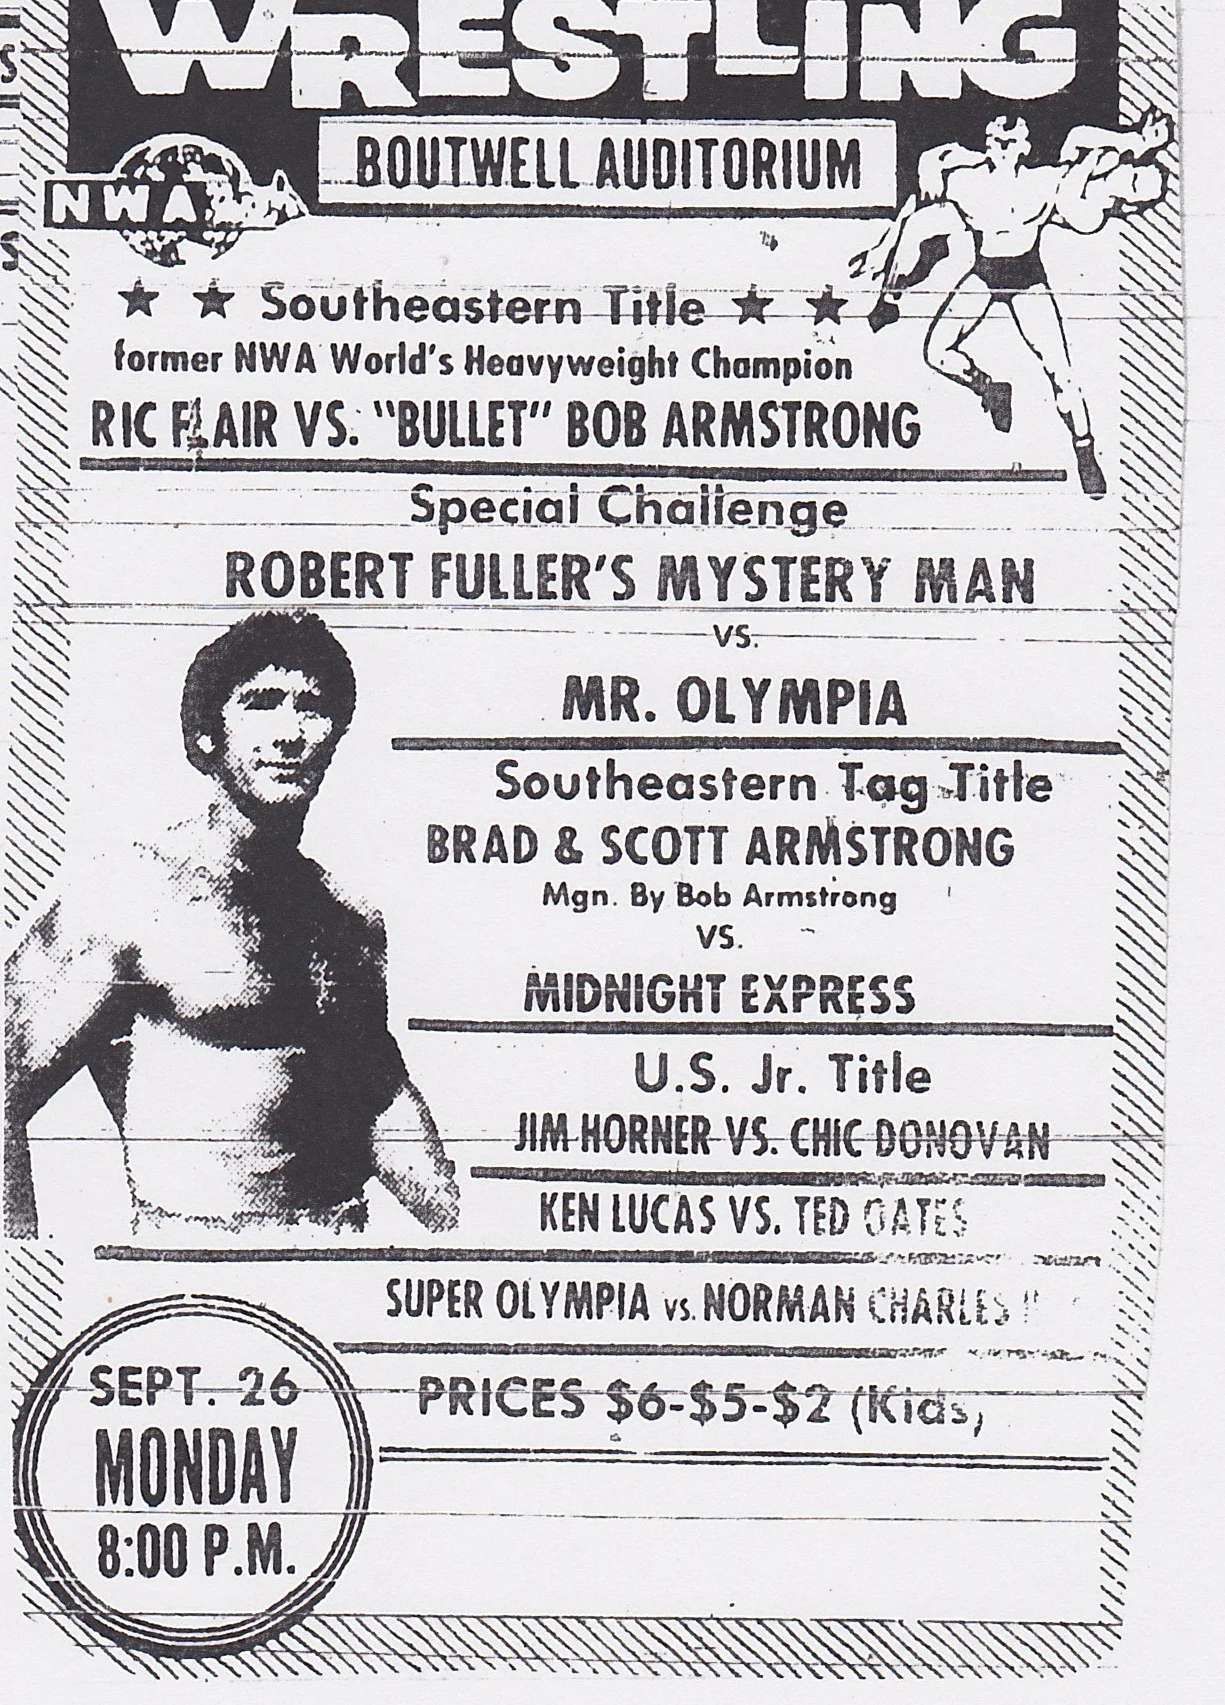 WRESTLING
BOUTWELL AUDITORIUM
NWA
★ ★ Southeastern Title ★ ★
former NWA World's Heavyweight Champion
RIC FLAIR VS. "BULLET" BOB ARMSTRONG
Special Challenge
ROBERT FULLER'S MYSTERY MAN
VS.
MR. OLYMPIA
Southeastern Tag Title
BRAD & SCOTT ARMSTRONG
Mgn. By Bob Armstrong
VS.
MIDNIGHT EXPRESS
U.S. Jr. Title
JIM HORNER VS. CHIC DONOVAN
KEN LUCAS VS. TED OATES
SUPER OLYMPIA vs. NORMAN CHARLES
PRICES $6-$5-$2 (Kids)
SEPT. 26
MONDAY
8:00 P.M.